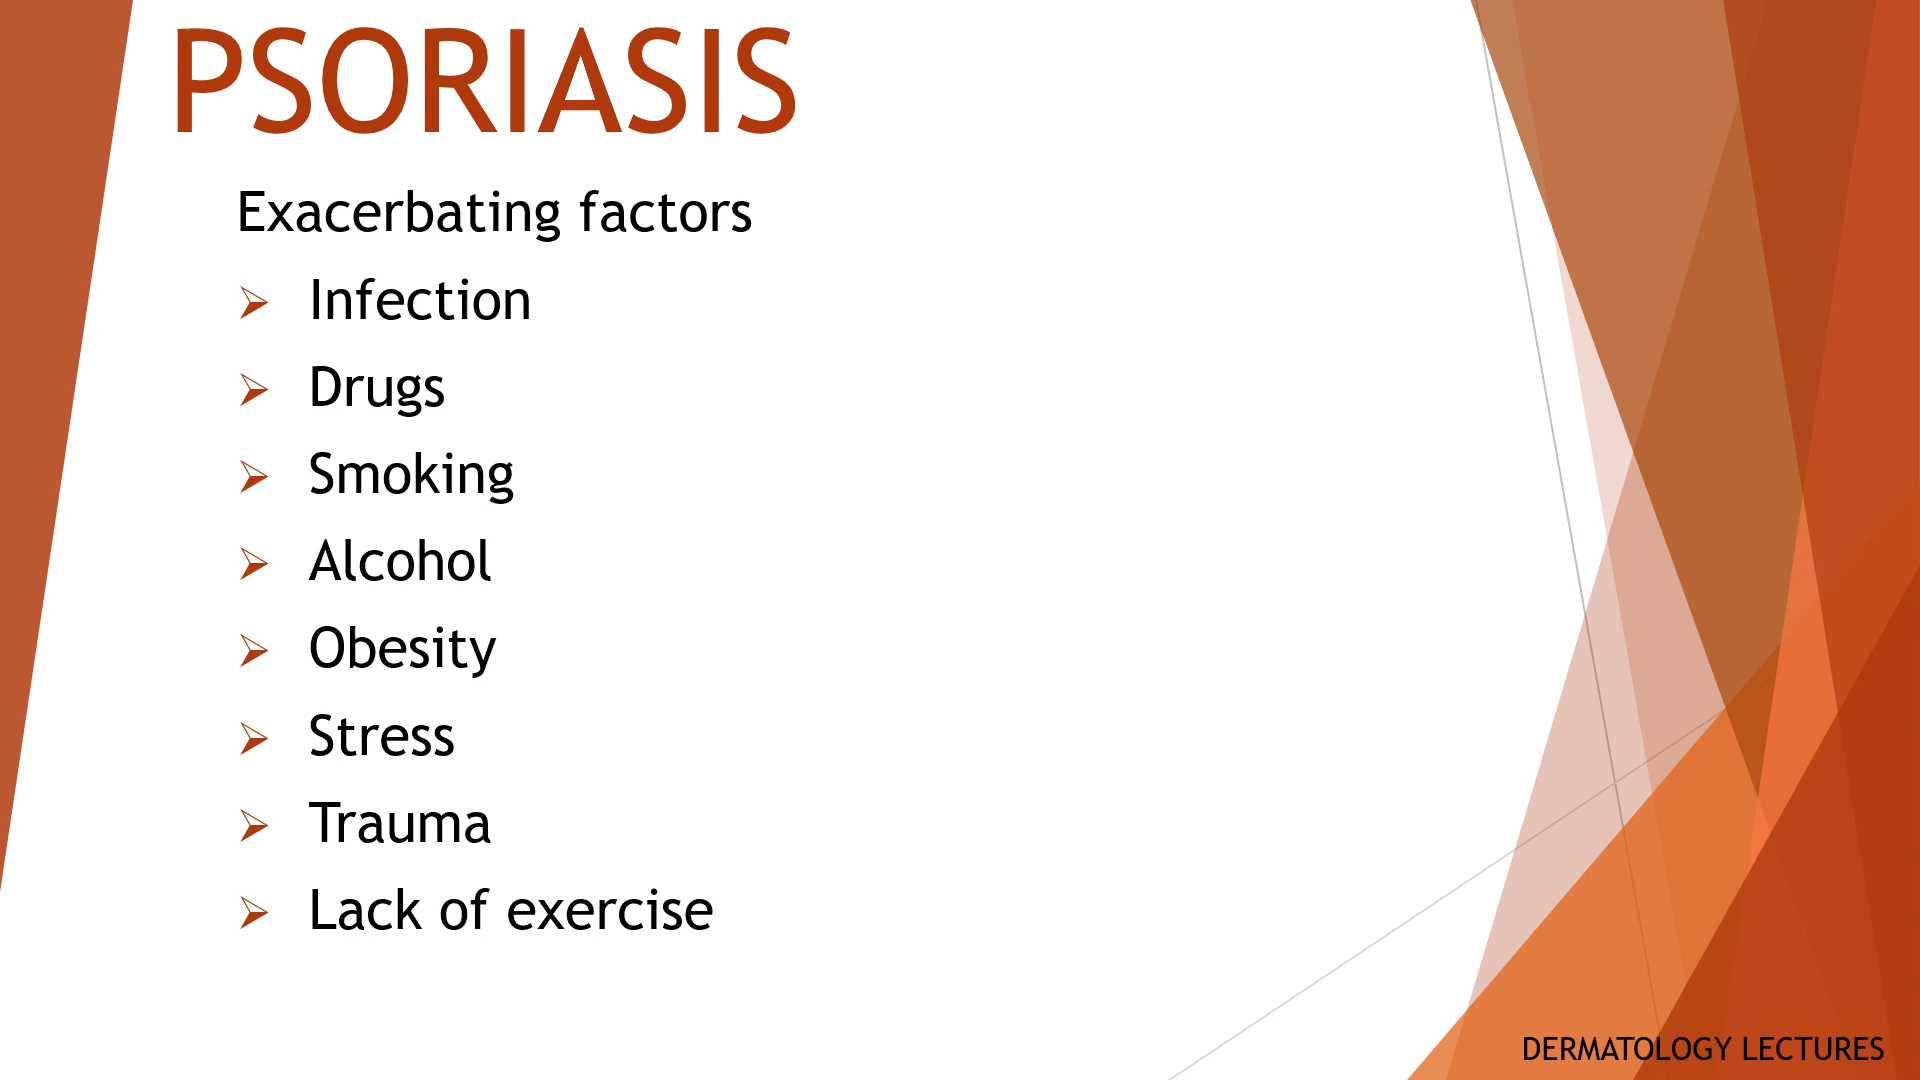 PSORIASIS
Exacerbating factors
Infection
Drugs
Smoking
Alcohol
Obesity
Stress
Trauma
Lack of exercise
DERMATOLOGY LECTURES